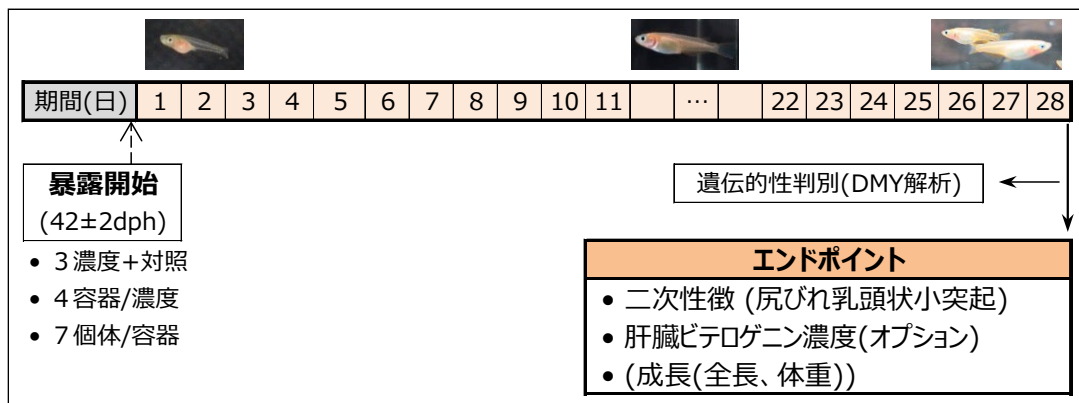 期間(日) 1 2 3 4 5 6 7 8 9 10 11 … 22 23 24 25 26 27 28
暴露開始
(42±2dph)
• 3濃度+対照
• 4容器/濃度
• 7個体/容器
遺伝的性判別(DMY解析)
エンドポイント
• 二次性徴 (尻びれ乳頭状小突起)
• 肝臓ビテロゲニン濃度(オプション)
• (成長(全長、体重))